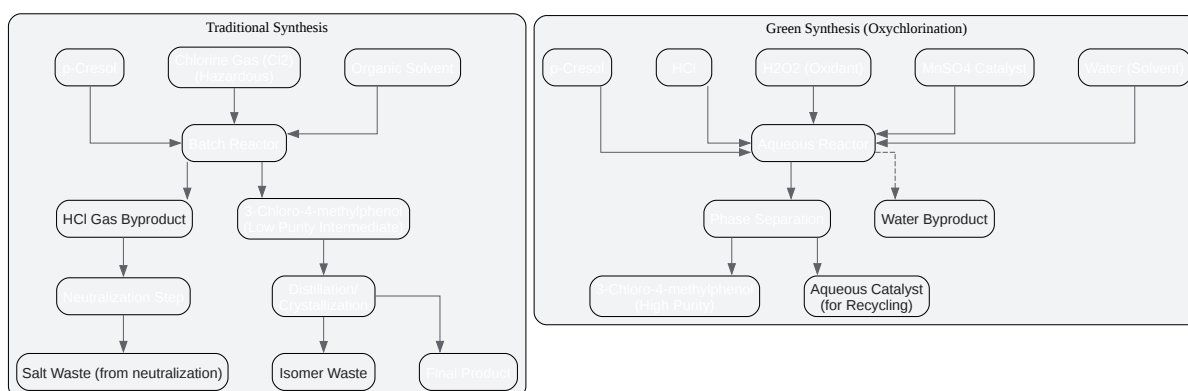 Traditional Synthesis
p-Cresol
Chlorine Gas (Cl2)
(Hazardous)
Organic Solvent
Batch Reactor
HCl Gas Byproduct
3-Chloro-4-methylphenol
(Low Purity Intermediate)
Neutralization Step
Distillation/
Crystallization
Salt Waste (from neutralization)
Isomer Waste
Final Product
Green Synthesis (Oxychlorination)
p-Cresol
HCl
H2O2 (Oxidant)
MnSO4 Catalyst
Water (Solvent)
Aqueous Reactor
Phase Separation
Water Byproduct
3-Chloro-4-methylphenol
(High Purity)
Aqueous Catalyst
(for Recycling)